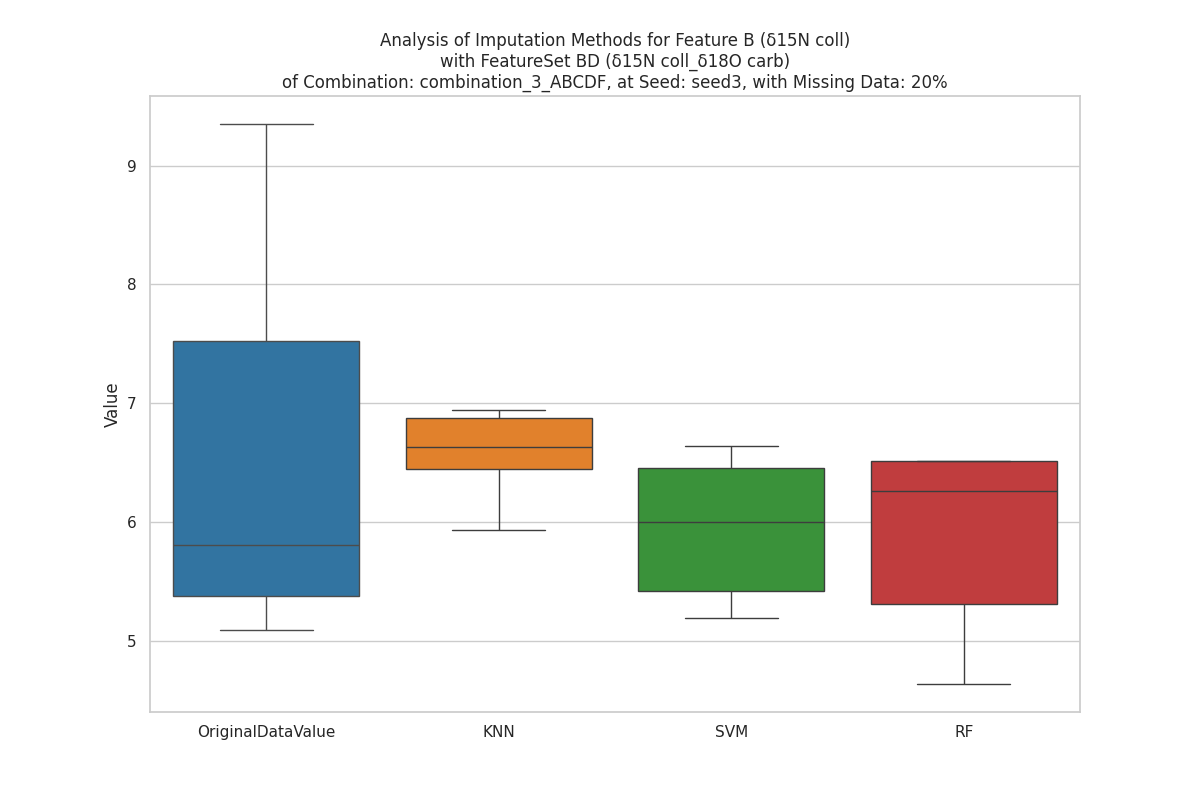 Analysis of Imputation Methods for Feature B (δ15N coll)
with FeatureSet BD (δ15N coll_δ18O carb)
of Combination: combination_3_ABCDF, at Seed: seed3, with Missing Data: 20%
Value
9
8
7
6
5
OriginalDataValue
KNN
SVM
RF